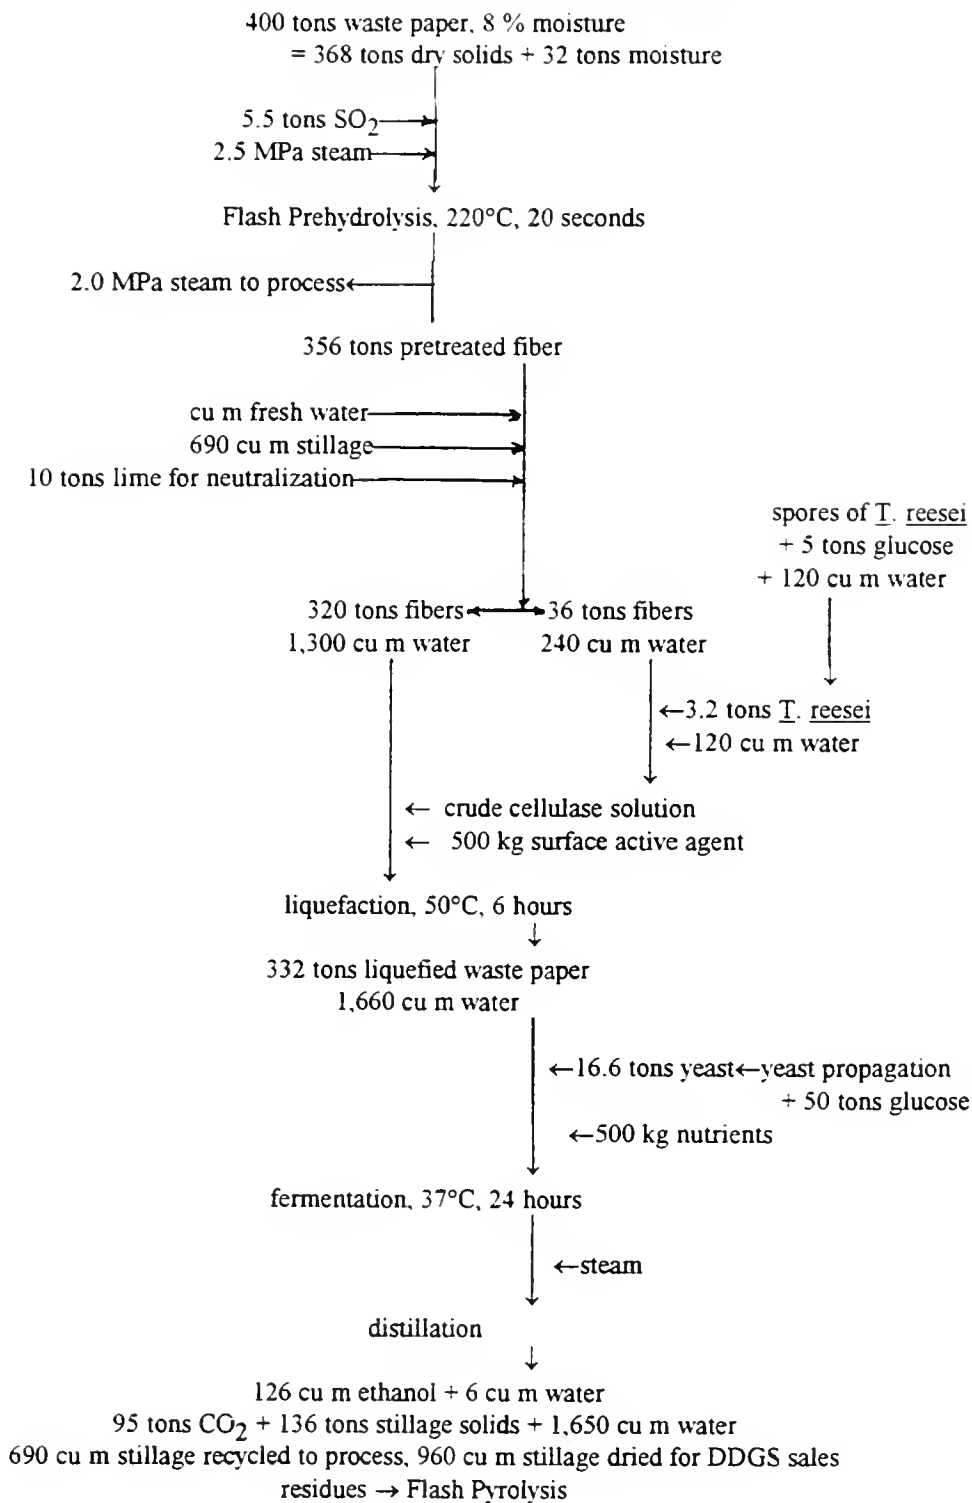 400 tons waste paper, 8 % moisture
= 368 tons dry solids + 32 tons moisture
5.5 tons SO2
2.5 MPa steam
Flash Prehydrolysis, 220°C, 20 seconds
2.0 MPa steam to process
356 tons pretreated fiber
cu m fresh water
690 cu m stillage
10 tons lime for neutralization
spores of T. reesei
+ 5 tons glucose
+ 120 cu m water
320 tons fibers
36 tons fibers
1,300 cu m water
240 cu m water
←3.2 tons T. reesei
←120 cu m water
← crude cellulase solution
← 500 kg surface active agent
liquefaction, 50°C, 6 hours
332 tons liquefied waste paper
1,660 cu m water
←16.6 tons yeast←yeast propagation
+ 50 tons glucose
←500 kg nutrients
fermentation, 37°C, 24 hours
←steam
distillation
126 cu m ethanol + 6 cu m water
95 tons CO2 + 136 tons stillage solids + 1,650 cu m water
690 cu m stillage recycled to process, 960 cu m stillage dried for DDGS sales
residues → Flash Pyrolysis